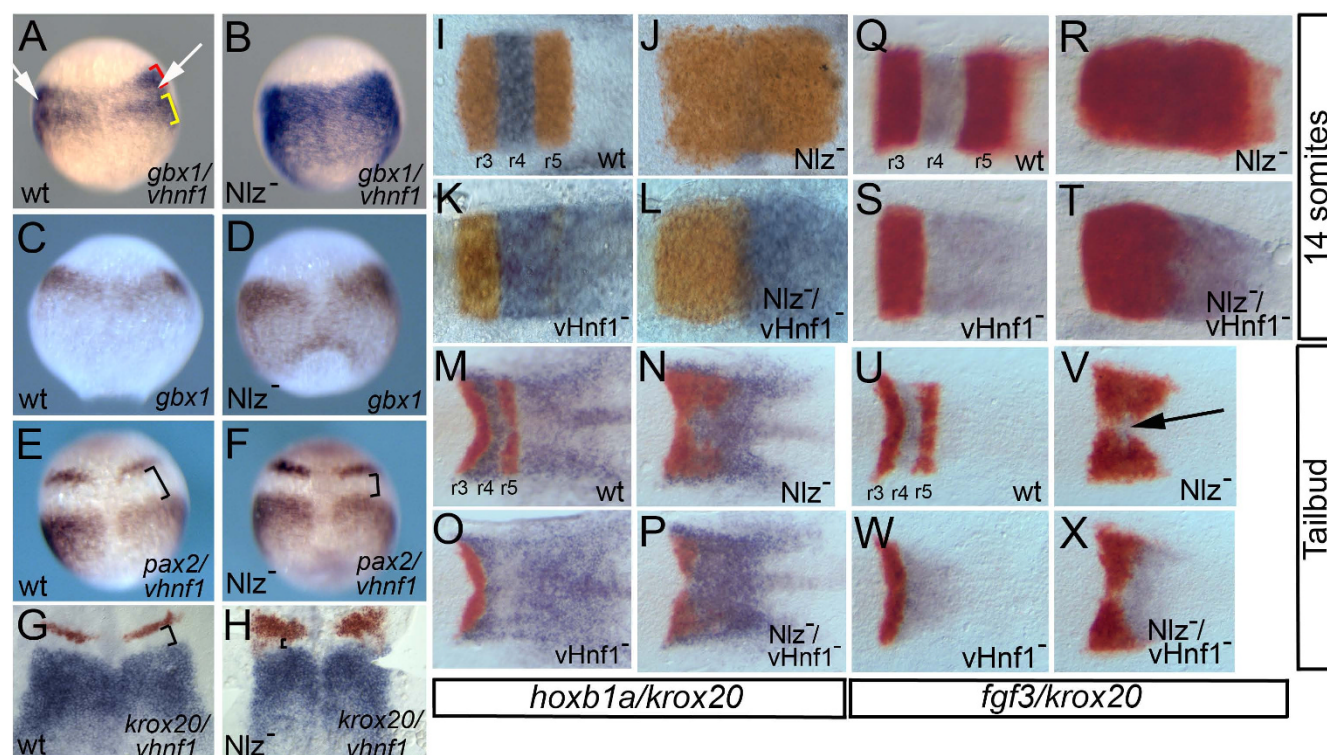 A
wt
gbx1/
vhnf1
B
Nlz-
gbx1/
vhnf1
C
wt
gbx1
D
Nlz-
gbx1
E
wt
pax2/
vhnf1
F
Nlz-
pax2/
vhnf1
G
wt
krox20/
vhnf1
H
Nlz-
krox20/
vhnf1
I
r3 r4 r5
wt
J
Nlz-
K
vHnf1-
L
Nlz-/
vHnf1-
M
r3 r4 r5
wt
N
Nlz-
O
vHnf1-
P
Nlz-/
vHnf1-
hoxb1a/krox20
Q
r3 r4 r5
wt
R
Nlz-
S
vHnf1-
T
Nlz-/
vHnf1-
U
r3 r4 r5
wt
V
Nlz-
W
vHnf1-
X
Nlz-/
vHnf1-
fgf3/krox20
14 somites
Tailbud